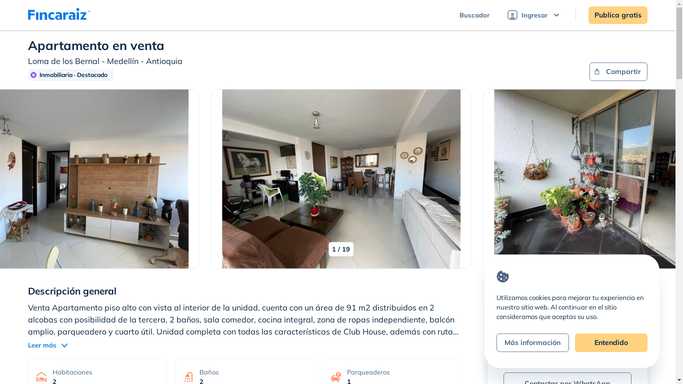 Fincaraiz
Buscador
Ingresar
Publica gratis
Apartamento en venta
Loma de los Bernal - Medellín - Antioquia
Inmobiliaria · Destacado
Compartir
1 / 19
Descripción general
Venta Apartamento piso alto con vista al interior de la unidad, cuenta con un área de 91 m2 distribuidos en 2
alcobas con posibilidad de la tercera, 2 baños, sala comedor, cocina integral, zona de ropas independiente, balcón
amplio, parqueadero y cuarto útil. Unidad completa con todas las características de Club House, además con ruta...
Leer más
Habitaciones
2
Baños
2
Parqueaderos
1
Utilizamos cookies para mejorar tu experiencia en
nuestro sitio web. Al continuar en el sitio
consideramos que aceptas su uso.
Más información
Entendido
Contactar por WhatsApp